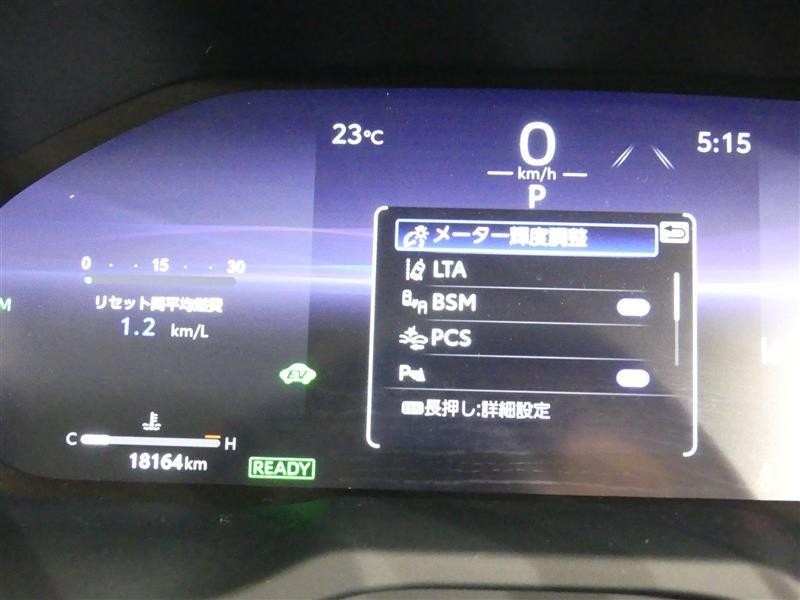 23℃
0
km/h
5:15
P
メーター輝度調整
LTA
BSM
PCS
P
長押し:詳細設定
0 15 30
リセット間平均燃費
1.2 km/L
M
EV
C H
18164km
READY